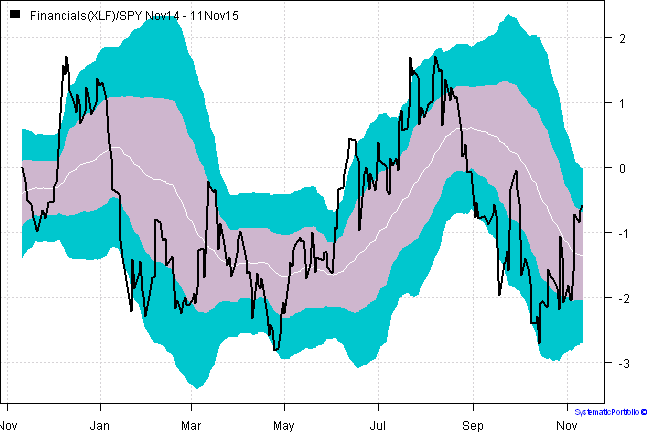 Financials(XLF)/SPY Nov14 - 11Nov15
2
1
0
-1
-2
-3
Nov Jan Mar May Jul Sep Nov
SystematicPortfolio ©